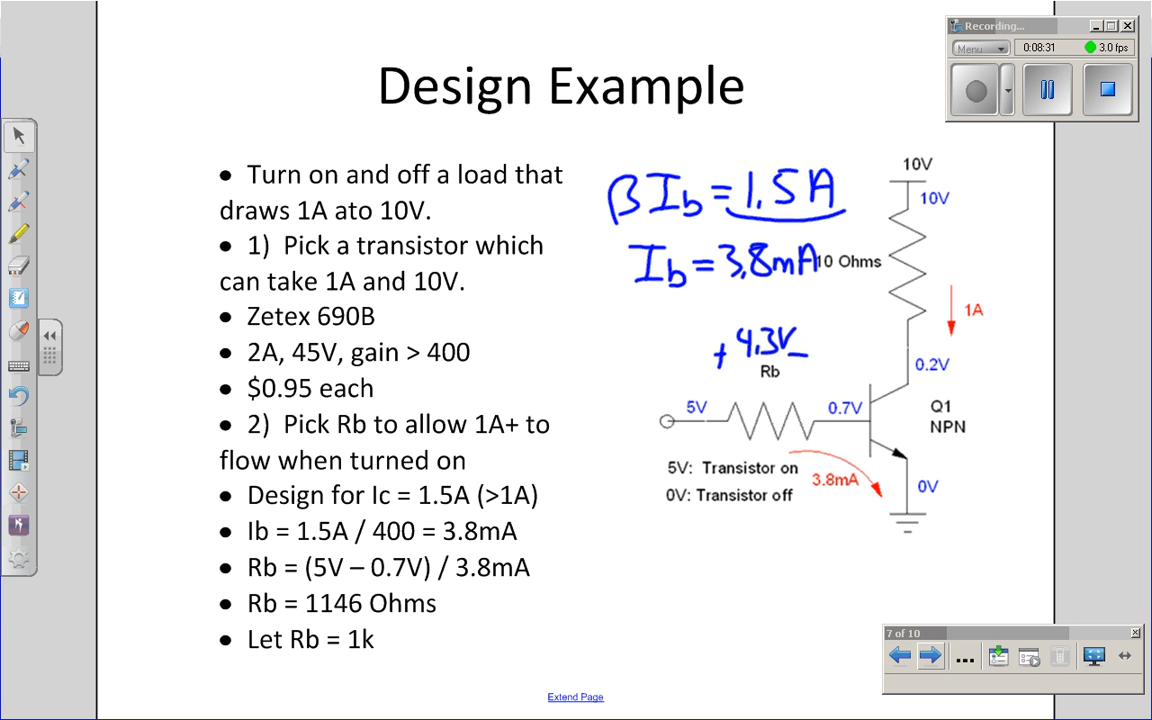 Design Example
• Turn on and off a load that
draws 1A ato 10V.
• 1) Pick a transistor which
can take 1A and 10V.
• Zetex 690B
• 2A, 45V, gain > 400
• $0.95 each
• 2) Pick Rb to allow 1A+ to
flow when turned on
• Design for Ic = 1.5A (>1A)
• Ib = 1.5A / 400 = 3.8mA
• Rb = (5V – 0.7V) / 3.8mA
• Rb = 1146 Ohms
• Let Rb = 1k
βIb = 1.5A
Ib = 3.8mA
+ 4.3V −
Rb
10V
10V
10 Ohms
1A
0.2V
5V
0.7V
Q1
NPN
5V: Transistor on
0V: Transistor off
3.8mA
0V
Extend Page
Recording...
Menu
0:08:31
3.0 fps
7 of 10